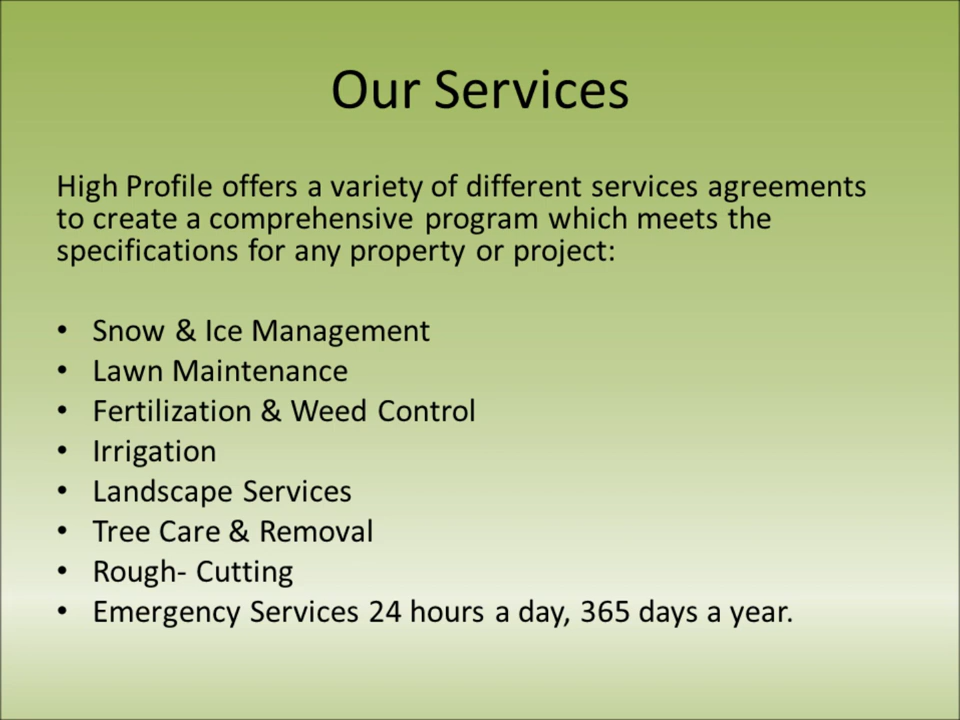 Our Services
High Profile offers a variety of different services agreements
to create a comprehensive program which meets the
specifications for any property or project:
• Snow & Ice Management
• Lawn Maintenance
• Fertilization & Weed Control
• Irrigation
• Landscape Services
• Tree Care & Removal
• Rough- Cutting
• Emergency Services 24 hours a day, 365 days a year.